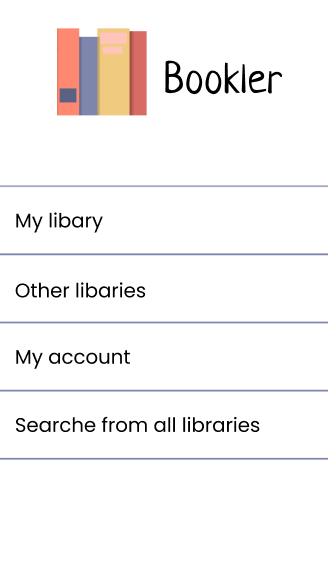 Bookler
My libary
Other libaries
My account
Searche from all libraries